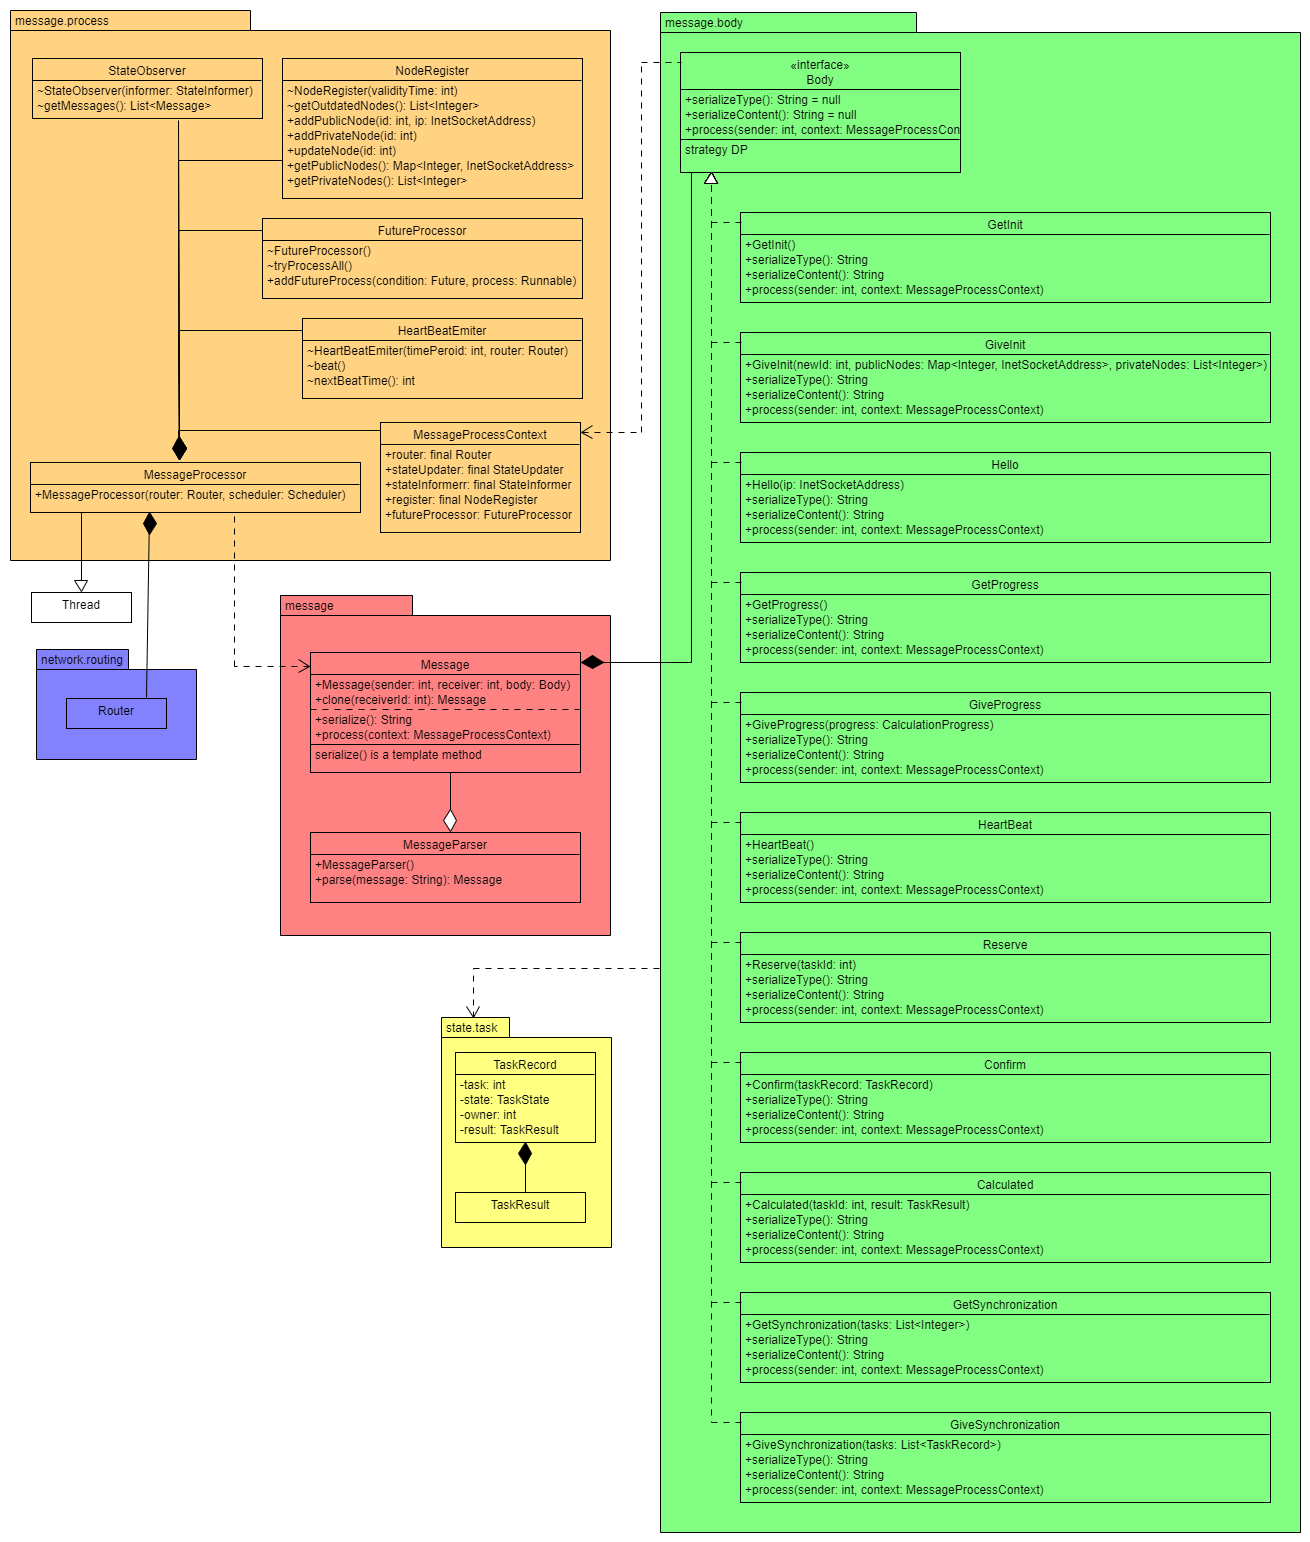 message.process
StateObserver
~StateObserver(informer: StateInformer)
~getMessages(): List<Message>
NodeRegister
~NodeRegister(validityTime: int)
~getOutdatedNodes(): List<Integer>
+addPublicNode(id: int, ip: InetSocketAddress)
+addPrivateNode(id: int)
+updateNode(id: int)
+getPublicNodes(): Map<Integer, InetSocketAddress>
+getPrivateNodes(): List<Integer>
FutureProcessor
~FutureProcessor()
~tryProcessAll()
+addFutureProcess(condition: Future, process: Runnable)
HeartBeatEmiter
~HeartBeatEmiter(timePeroid: int, router: Router)
~beat()
~nextBeatTime(): int
MessageProcessContext
+router: final Router
+stateUpdater: final StateUpdater
+stateInformerr: final StateInformer
+register: final NodeRegister
+futureProcessor: FutureProcessor
MessageProcessor
+MessageProcessor(router: Router, scheduler: Scheduler)
Thread
network.routing
Router
message
Message
+Message(sender: int, receiver: int, body: Body)
+clone(receiverId: int): Message
+serialize(): String
+process(context: MessageProcessContext)
serialize() is a template method
MessageParser
+MessageParser()
+parse(message: String): Message
state.task
TaskRecord
-task: int
-state: TaskState
-owner: int
-result: TaskResult
TaskResult
message.body
«interface»
Body
+serializeType(): String = null
+serializeContent(): String = null
+process(sender: int, context: MessageProcessCon
strategy DP
GetInit
+GetInit()
+serializeType(): String
+serializeContent(): String
+process(sender: int, context: MessageProcessContext)
GiveInit
+GiveInit(newId: int, publicNodes: Map<Integer, InetSocketAddress>, privateNodes: List<Integer>)
+serializeType(): String
+serializeContent(): String
+process(sender: int, context: MessageProcessContext)
Hello
+Hello(ip: InetSocketAddress)
+serializeType(): String
+serializeContent(): String
+process(sender: int, context: MessageProcessContext)
GetProgress
+GetProgress()
+serializeType(): String
+serializeContent(): String
+process(sender: int, context: MessageProcessContext)
GiveProgress
+GiveProgress(progress: CalculationProgress)
+serializeType(): String
+serializeContent(): String
+process(sender: int, context: MessageProcessContext)
HeartBeat
+HeartBeat()
+serializeType(): String
+serializeContent(): String
+process(sender: int, context: MessageProcessContext)
Reserve
+Reserve(taskId: int)
+serializeType(): String
+serializeContent(): String
+process(sender: int, context: MessageProcessContext)
Confirm
+Confirm(taskRecord: TaskRecord)
+serializeType(): String
+serializeContent(): String
+process(sender: int, context: MessageProcessContext)
Calculated
+Calculated(taskId: int, result: TaskResult)
+serializeType(): String
+serializeContent(): String
+process(sender: int, context: MessageProcessContext)
GetSynchronization
+GetSynchronization(tasks: List<Integer>)
+serializeType(): String
+serializeContent(): String
+process(sender: int, context: MessageProcessContext)
GiveSynchronization
+GiveSynchronization(tasks: List<TaskRecord>)
+serializeType(): String
+serializeContent(): String
+process(sender: int, context: MessageProcessContext)